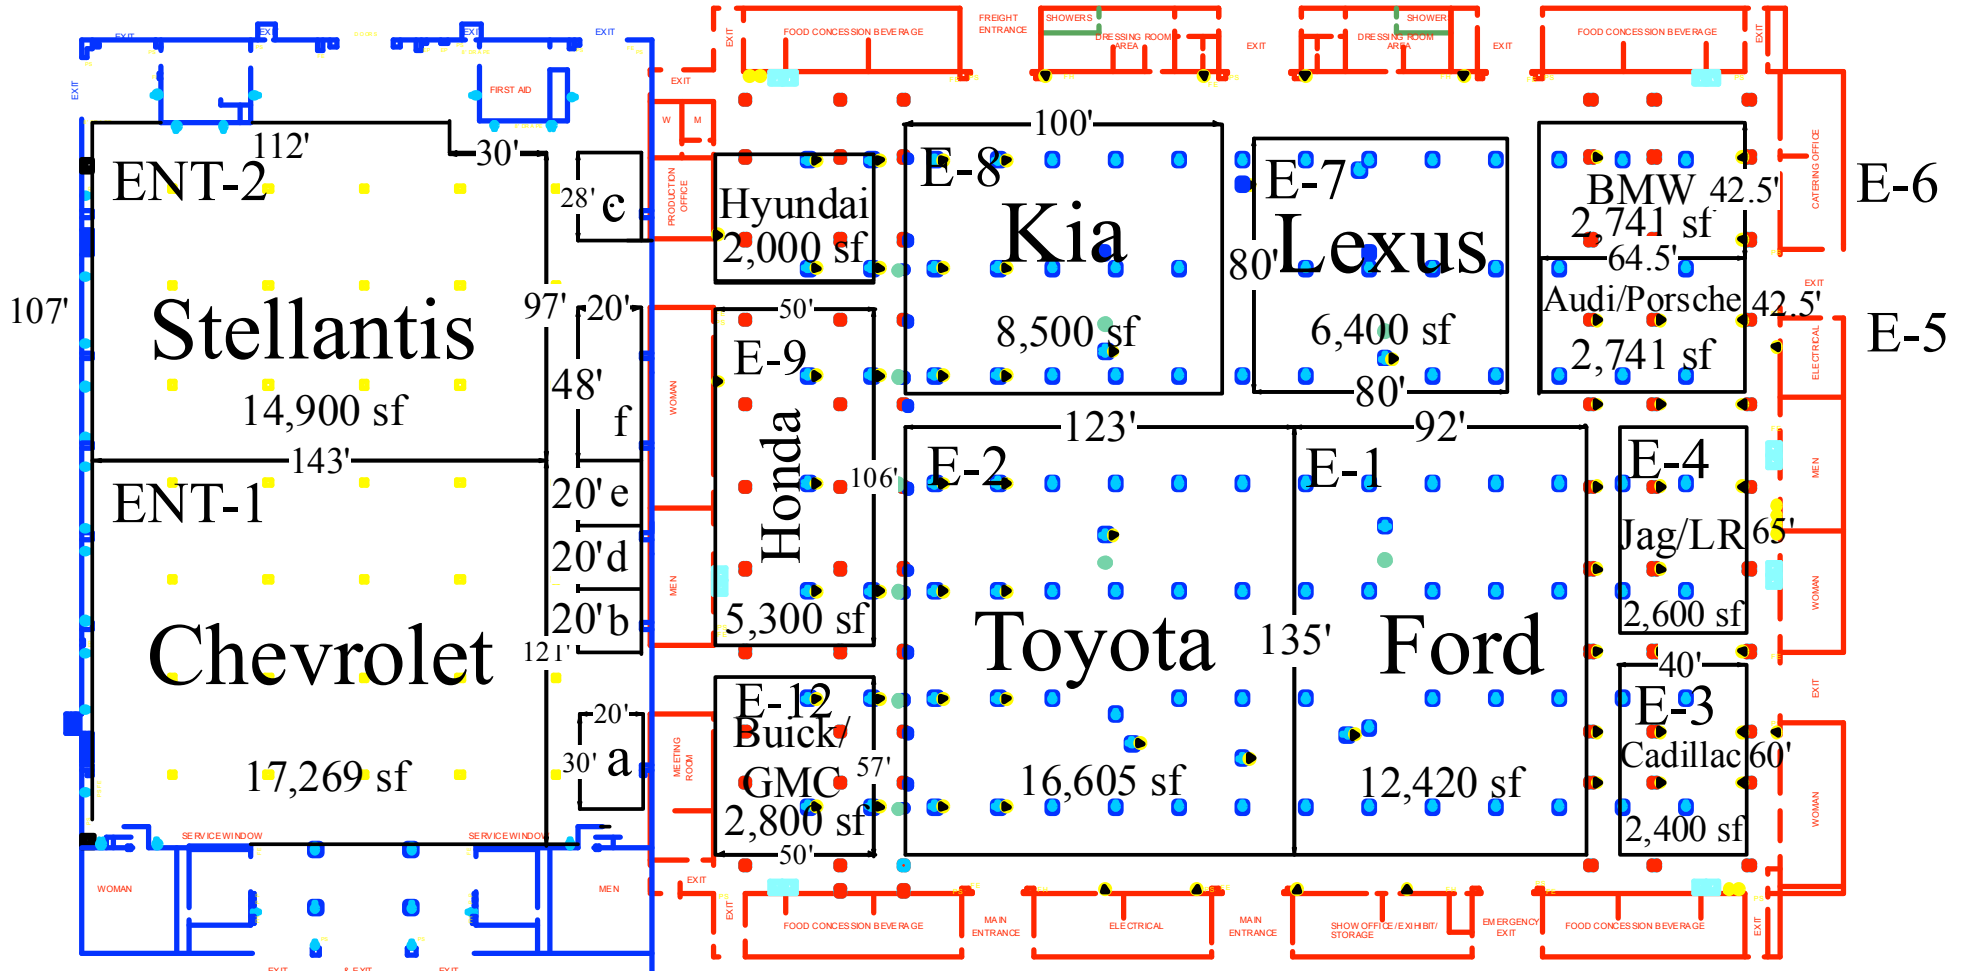 EXIT
EXIT
EXIT
EXIT
EXIT
FIRST AID
112'
30'
ENT-2
107'
Stellantis
14,900 sf
97'
143'
ENT-1
Chevrolet
17,269 sf
121'
28'
c
20'
48'
f
20' e
20' d
20' b
20'
30'
a
SERVICE WINDOW
SERVICE WINDOW
WOMAN
MEN
EXIT
& EXIT
EXIT
EXIT
EXIT
W
M
PRODUCTION
OFFICE
WOMAN
MEN
MEETING
ROOM
EXIT
EXIT
FOOD CONCESSION BEVERAGE
FREIGHT
ENTRANCE
SHOWERS
DRESSING ROOM
AREA
EXIT
SHOWER
DRESSING ROOM
AREA
EXIT
FOOD CONCESSION BEVERAGE
EXIT
Hyundai
2,000 sf
50'
E-9
Honda
106'
5,300 sf
E-12
Buick/
GMC
57'
2,800 sf
50'
100'
E-8
Kia
8,500 sf
E-7
Lexus
80'
6,400 sf
80'
BMW 42.5'
2,741 sf
E-6
64.5'
Audi/Porsche 42.5'
2,741 sf
E-5
123'
E-2
Toyota
16,605 sf
135'
92'
E-1
Ford
12,420 sf
E-4
Jag/LR 65'
2,600 sf
40'
E-3
Cadillac 60'
2,400 sf
CATERING OFFICE
EXIT
ELECTRICAL
MEN
WOMAN
EXIT
WOMAN
FOOD CONCESSION BEVERAGE
MAIN
ENTRANCE
ELECTRICAL
MAIN
ENTRANCE
SHOW OFFICE/EXHIBIT/
STORAGE
EMERGENCY
EXIT
FOOD CONCESSION BEVERAGE
EXIT